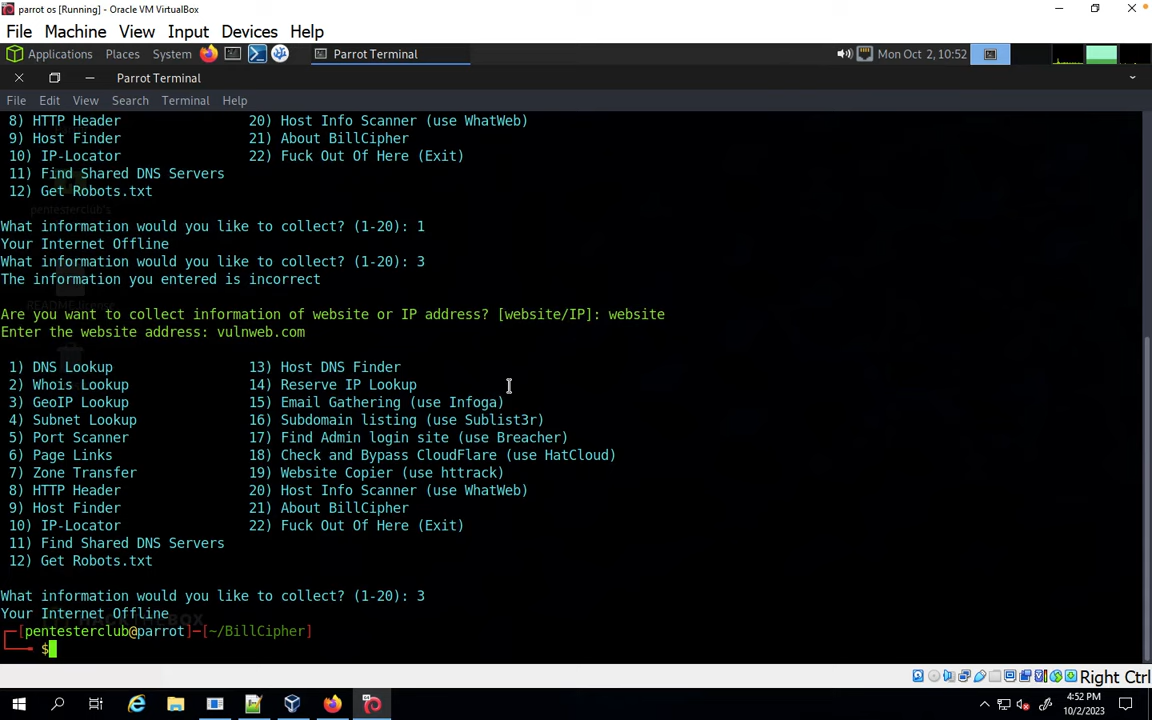 parrot os [Running] - Oracle VM VirtualBox
File Machine View Input Devices Help
Applications Places System Parrot Terminal Mon Oct 2, 10:52
Parrot Terminal
File Edit View Search Terminal Help
8) HTTP Header 20) Host Info Scanner (use WhatWeb)
9) Host Finder 21) About BillCipher
10) IP-Locator 22) Fuck Out Of Here (Exit)
11) Find Shared DNS Servers
12) Get Robots.txt
pentesterclub's
What information would you like to collect? (1-20): 1
Your Internet Offline
What information would you like to collect? (1-20): 3
The information you entered is incorrect
README.license
Are you want to collect information of website or IP address? [website/IP]: website
Enter the website address: vulnweb.com
1) DNS Lookup 13) Host DNS Finder
2) Whois Lookup 14) Reserve IP Lookup
3) GeoIP Lookup 15) Email Gathering (use Infoga)
4) Subnet Lookup 16) Subdomain listing (use Sublist3r)
5) Port Scanner 17) Find Admin login site (use Breacher)
6) Page Links 18) Check and Bypass CloudFlare (use HatCloud)
7) Zone Transfer 19) Website Copier (use httrack)
8) HTTP Header 20) Host Info Scanner (use WhatWeb)
9) Host Finder 21) About BillCipher
10) IP-Locator 22) Fuck Out Of Here (Exit)
11) Find Shared DNS Servers
12) Get Robots.txt
What information would you like to collect? (1-20): 3
Your Internet Offline
[pentesterclub@parrot]─[~/BillCipher]
$
Right Ctrl
4:52 PM
10/2/2023